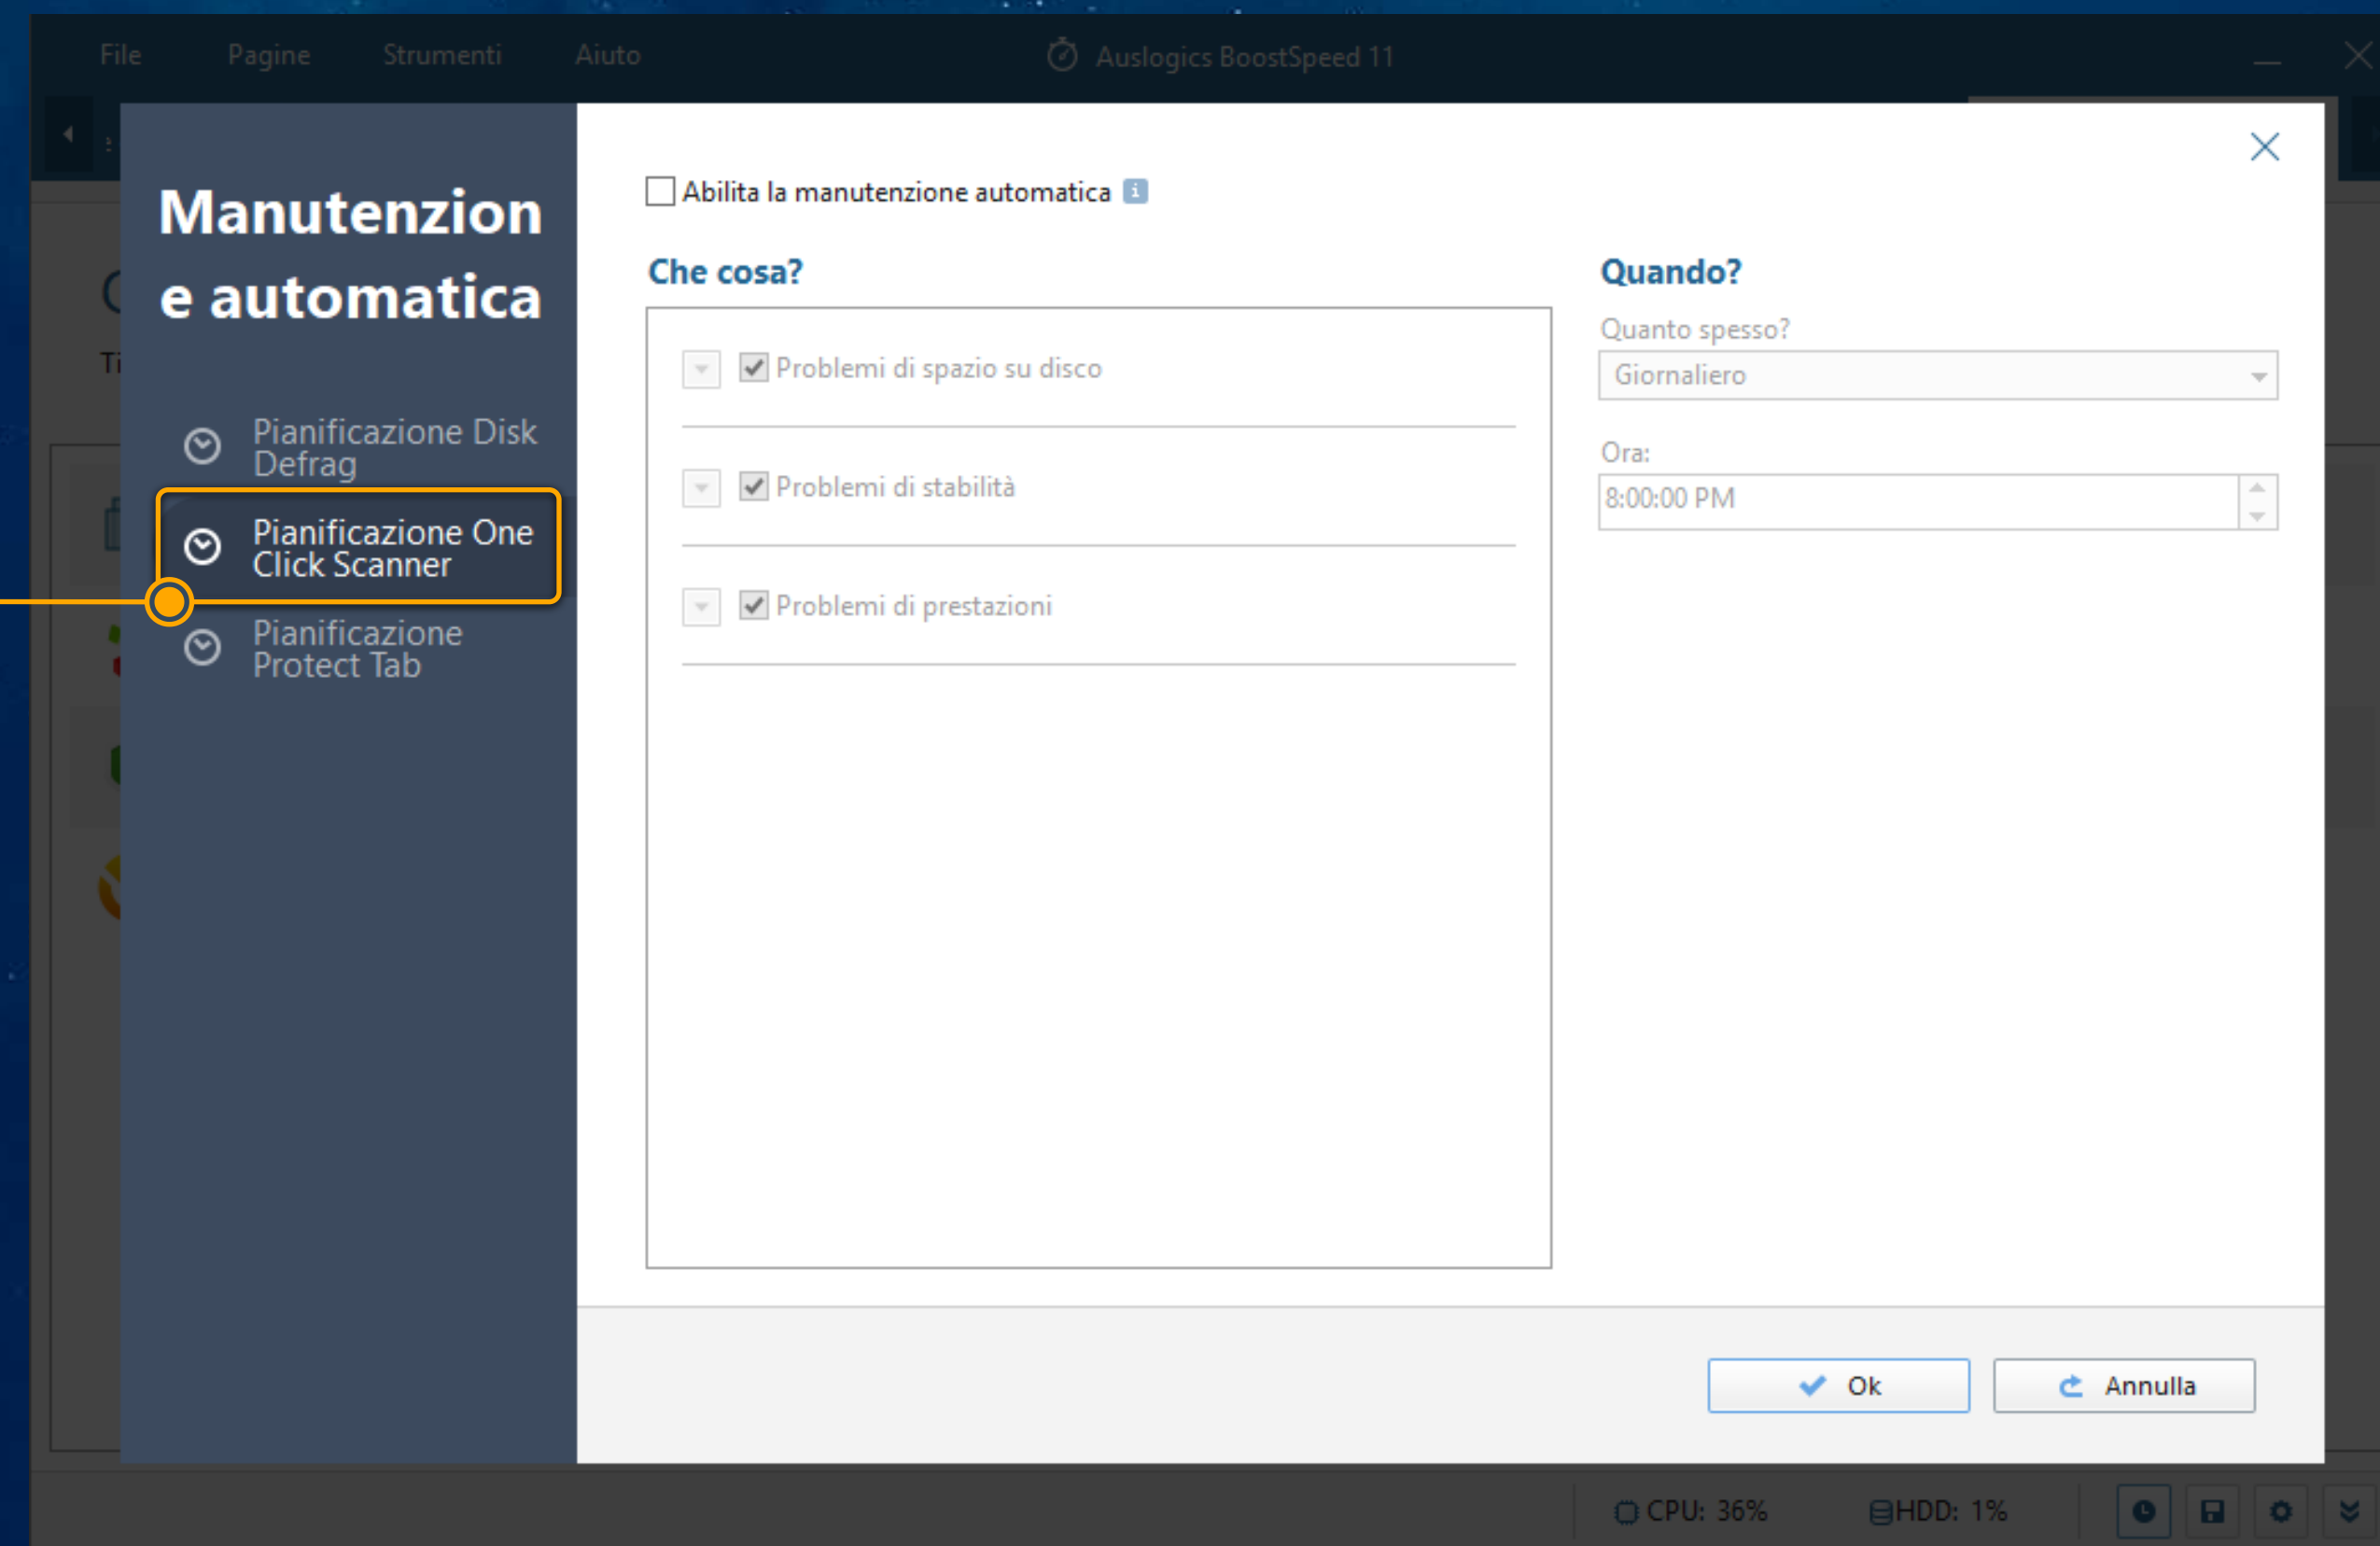 File Pagine Strumenti Aiuto Auslogics BoostSpeed 11
Manutenzion
e automatica
Pianificazione Disk
Defrag
Pianificazione One
Click Scanner
Pianificazione
Protect Tab
Abilita la manutenzione automatica
Che cosa?
Problemi di spazio su disco
Problemi di stabilità
Problemi di prestazioni
Quando?
Quanto spesso?
Giornaliero
Ora:
8:00:00 PM
Ok Annulla
CPU: 36% HDD: 1%